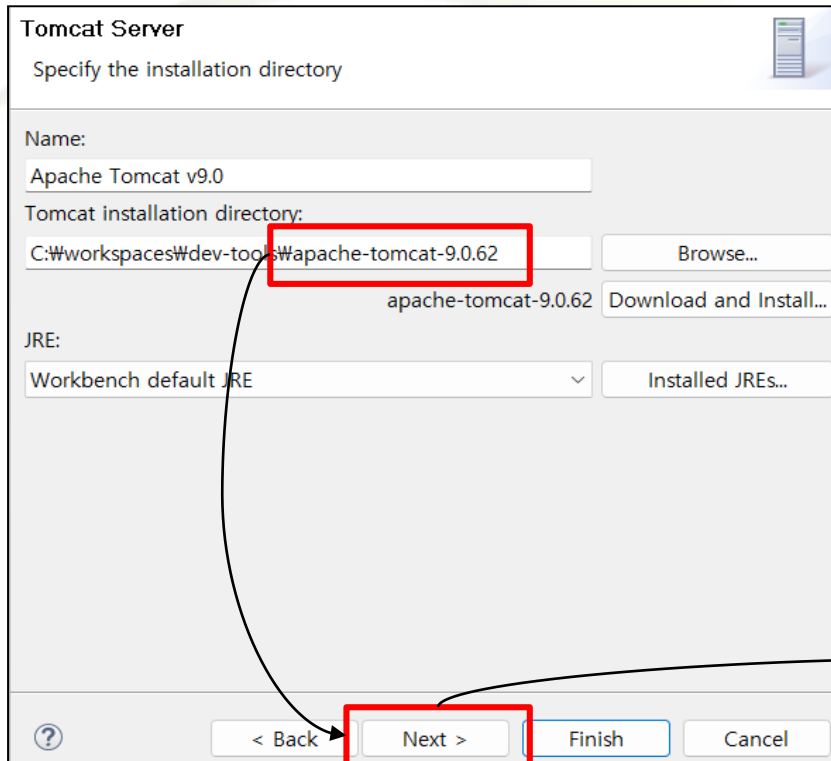 Tomcat Server
Specify the installation directory
Name:
Apache Tomcat v9.0
Tomcat installation directory:
C:₩workspaces₩dev-tools₩apache-tomcat-9.0.62 Browse...
apache-tomcat-9.0.62 Download and Install...
JRE:
Workbench default JRE Installed JREs...
? < Back Next > Finish Cancel